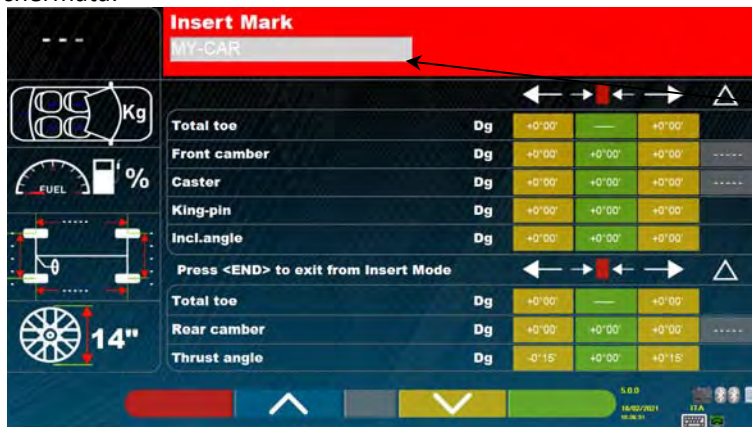 schermata.
Insert Mark
- - -
MY-CAR
Kg
Total toe Dg +0°00' — +0°00'
Front camber Dg +0°00' +0°00' +0°00' -----
FUEL %
Caster Dg +0°00' +0°00' +0°00' -----
King-pin Dg +0°00' +0°00' +0°00'
Incl.angle Dg +0°00' +0°00' +0°00'
Press <END> to exit from Insert Mode
Total toe Dg +0°00' — +0°00'
14"
Rear camber Dg +0°00' +0°00' +0°00' -----
Thrust angle Dg -0°15' +0°00' +0°15'
5.0.0
18/02/2021 ITA